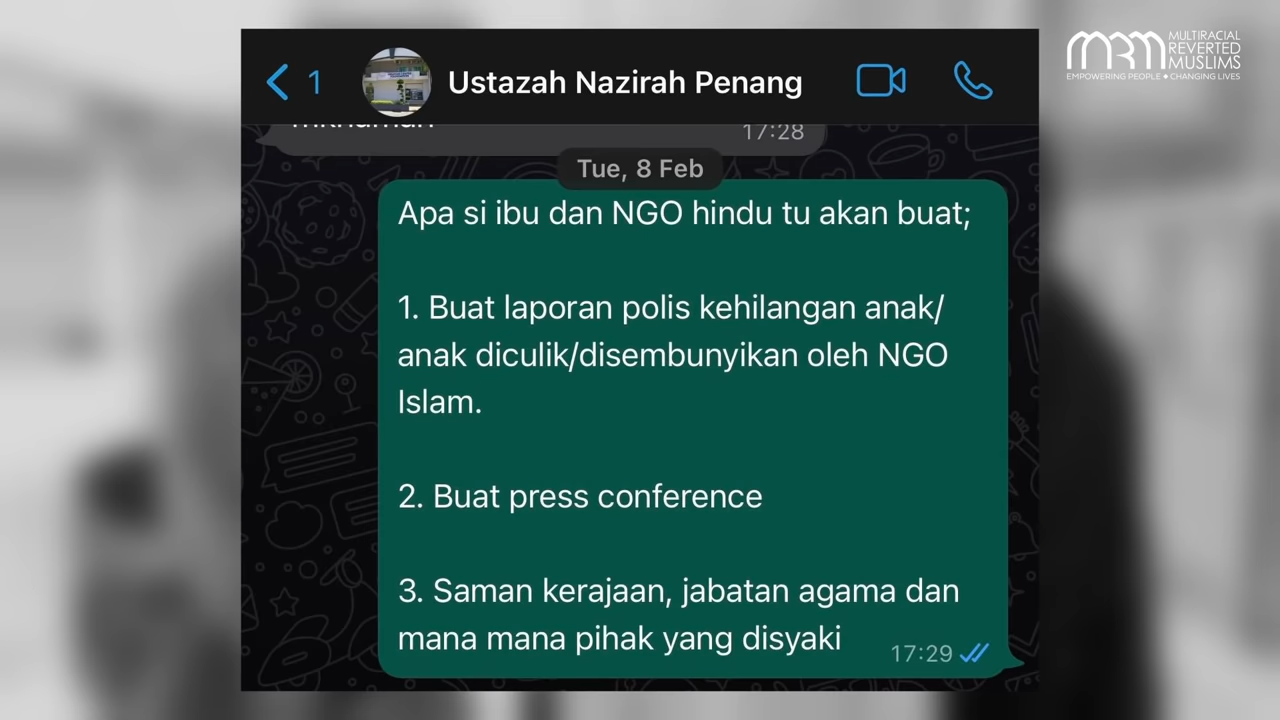 MRM
MULTIRACIAL
REVERTED
MUSLIMS
EMPOWERING PEOPLE • CHANGING LIVES
1
Ustazah Nazirah Penang
17:28
Tue, 8 Feb
Apa si ibu dan NGO hindu tu akan buat;
1. Buat laporan polis kehilangan anak/
anak diculik/disembunyikan oleh NGO
Islam.
2. Buat press conference
3. Saman kerajaan, jabatan agama dan
mana mana pihak yang disyaki
17:29